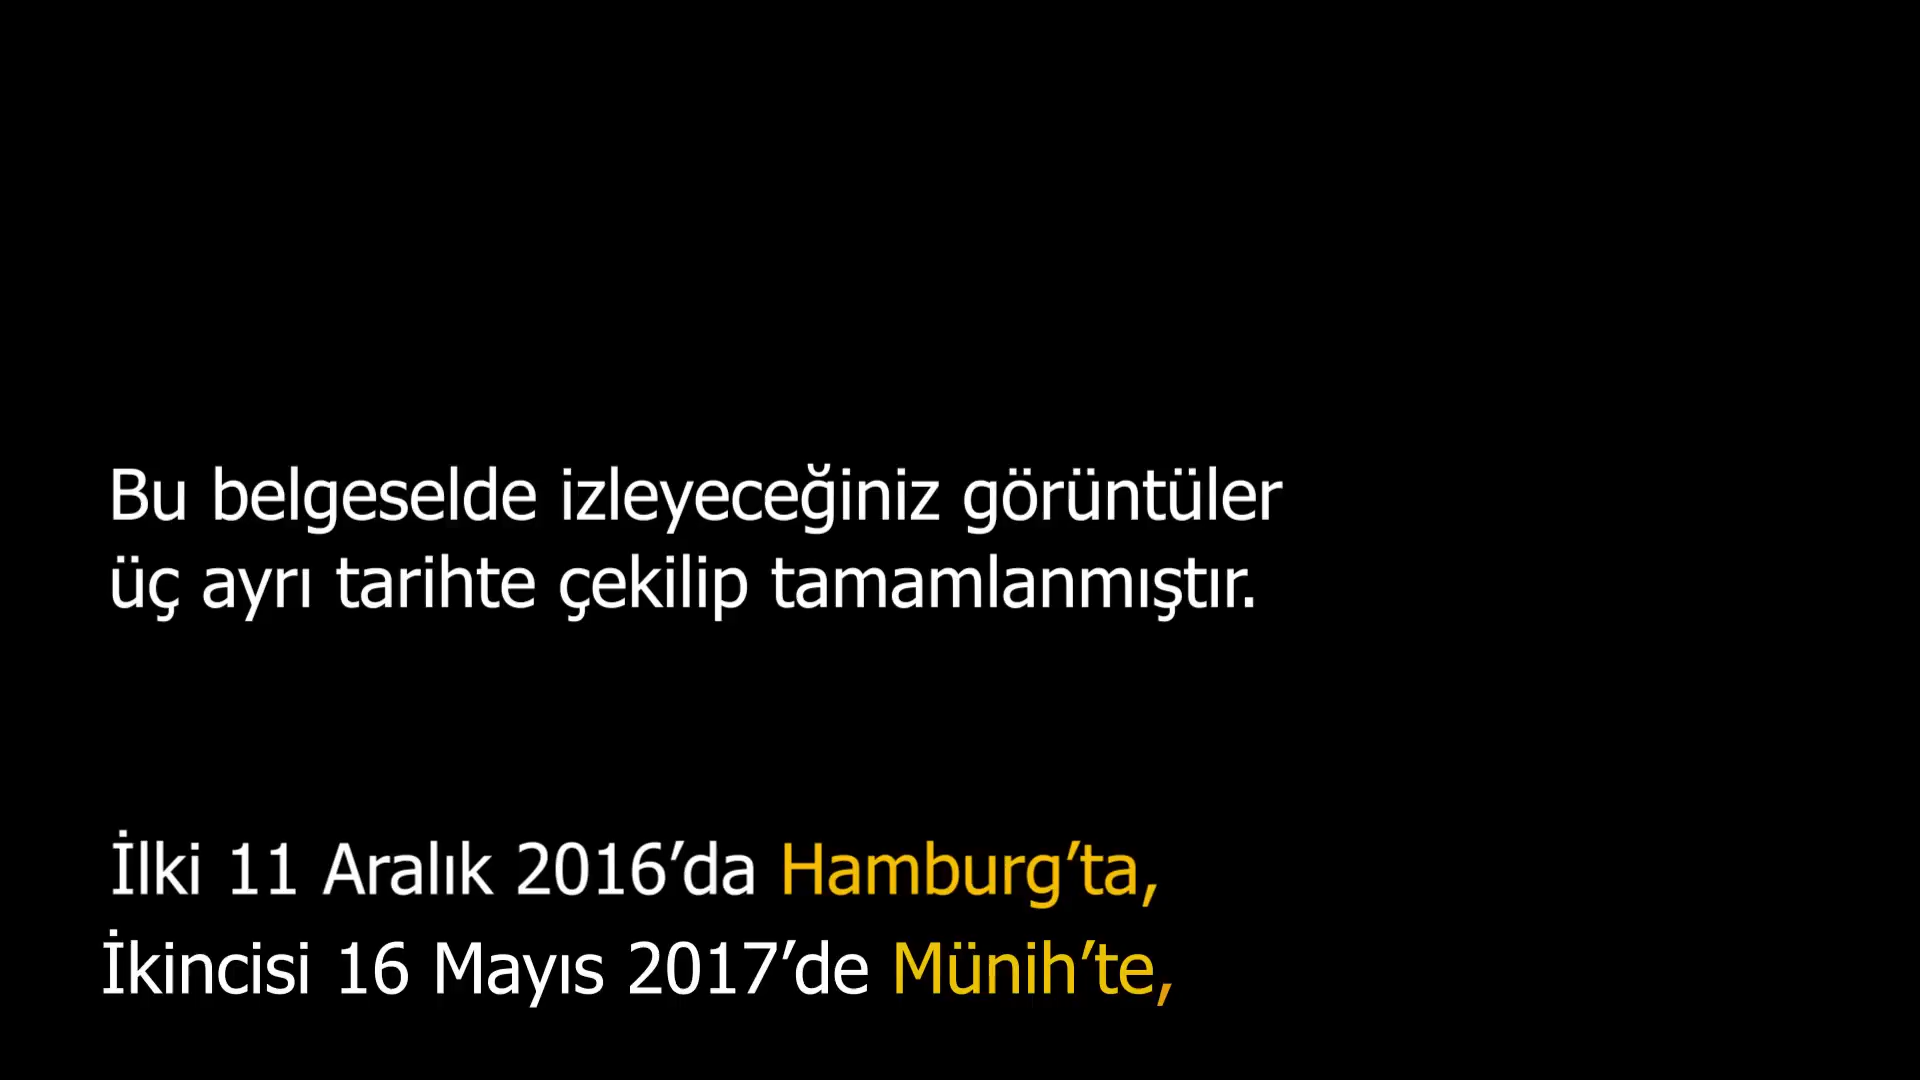 Bu belgeselde izleyeceğiniz görüntüler
üç ayrı tarihte çekilip tamamlanmıştır.
İlki 11 Aralık 2016’da Hamburg’ta,
İkincisi 16 Mayıs 2017’de Münih’te,